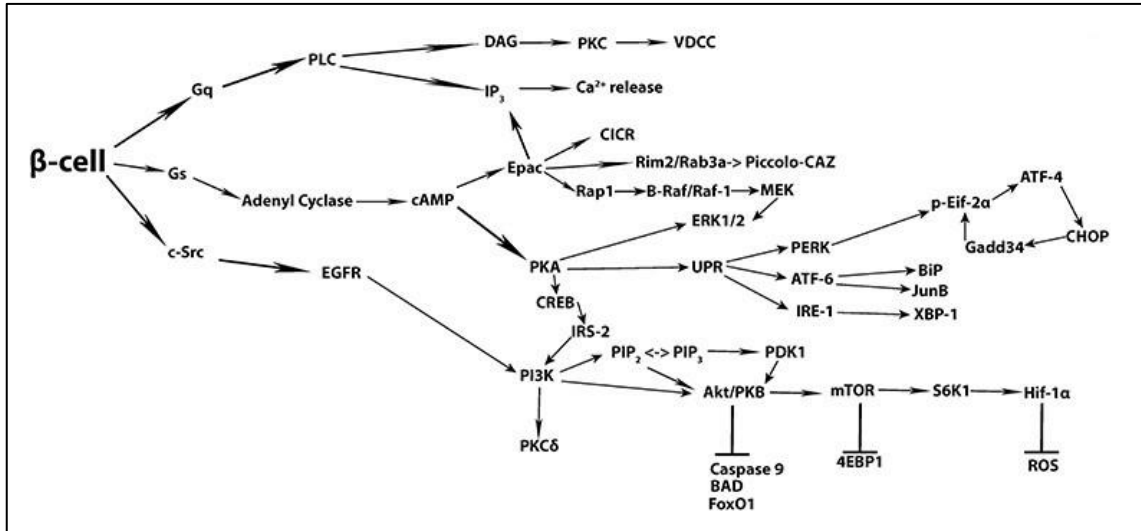 DAG PKC VDCC
PLC
Gq
IP₃ Ca²⁺ release
CICR
β-cell
Epac
Rim2/Rab3a-> Piccolo-CAZ
Gs
ATF-4
Rap1 B-Raf/Raf-1 MEK
Adenyl Cyclase cAMP
p-Eif-2α
ERK1/2
CHOP
c-Src
PERK Gadd34
PKA UPR
EGFR
ATF-6 BiP
JunB
CREB
IRE-1 XBP-1
IRS-2
PIP₂ <-> PIP₃ PDK1
PI3K
Akt/PKB mTOR S6K1 Hif-1α
PKCδ
Caspase 9 4EBP1 ROS
BAD
FoxO1